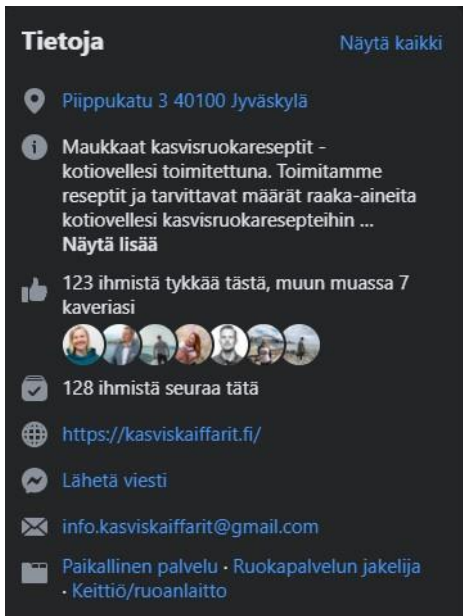 Tietoja
Näytä kaikki
Piippukatu 3 40100 Jyväskylä
Maukkaat kasvisruokareseptit -
kotiovellesi toimitettuna. Toimitamme
reseptit ja tarvittavat määrät raaka-aineita
kotiovellesi kasvisruokaresepteihin ...
Näytä lisää
123 ihmistä tykkää tästä, muun muassa 7
kaveriasi
128 ihmistä seuraa tätä
https://kasviskaiffarit.fi/
Lähetä viesti
info.kasviskaiffarit@gmail.com
Paikallinen palvelu · Ruokapalvelun jakelija
· Keittiö/ruoanlaitto